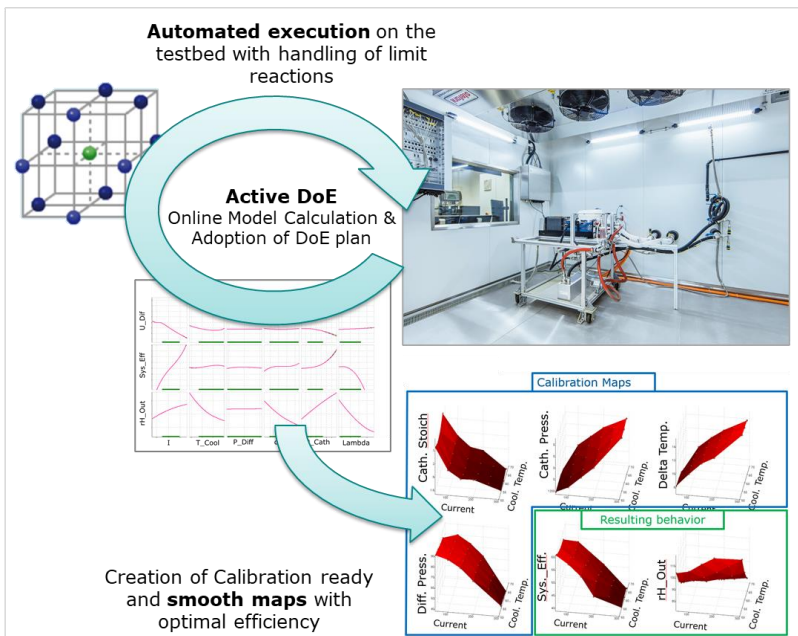 Automated execution on the
testbed with handling of limit
reactions
Active DoE
Online Model Calculation &
Adoption of DoE plan
U_Dif
Sys_Eff
rH_Out
I T_Cool P_Diff _Cath Lambda
Calibration Maps
Cath. Stoich
Current
Cool. Temp.
Cath. Press.
Current
Cool. Temp.
Delta Temp.
Current
Cool. Temp.
Resulting behavior
Diff. Press.
Current
Cool. Temp.
Sys._Eff.
Current
Cool. Temp.
rH_Out
Current
Cool. Temp.
Creation of Calibration ready
and smooth maps with
optimal efficiency